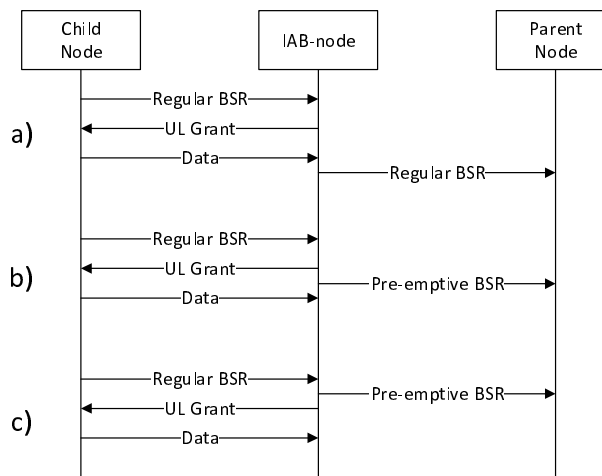 Child Node
IAB-node
Parent Node
a)
Regular BSR
UL Grant
Data
Regular BSR
b)
Regular BSR
UL Grant
Pre-emptive BSR
Data
c)
Regular BSR
Pre-emptive BSR
UL Grant
Data